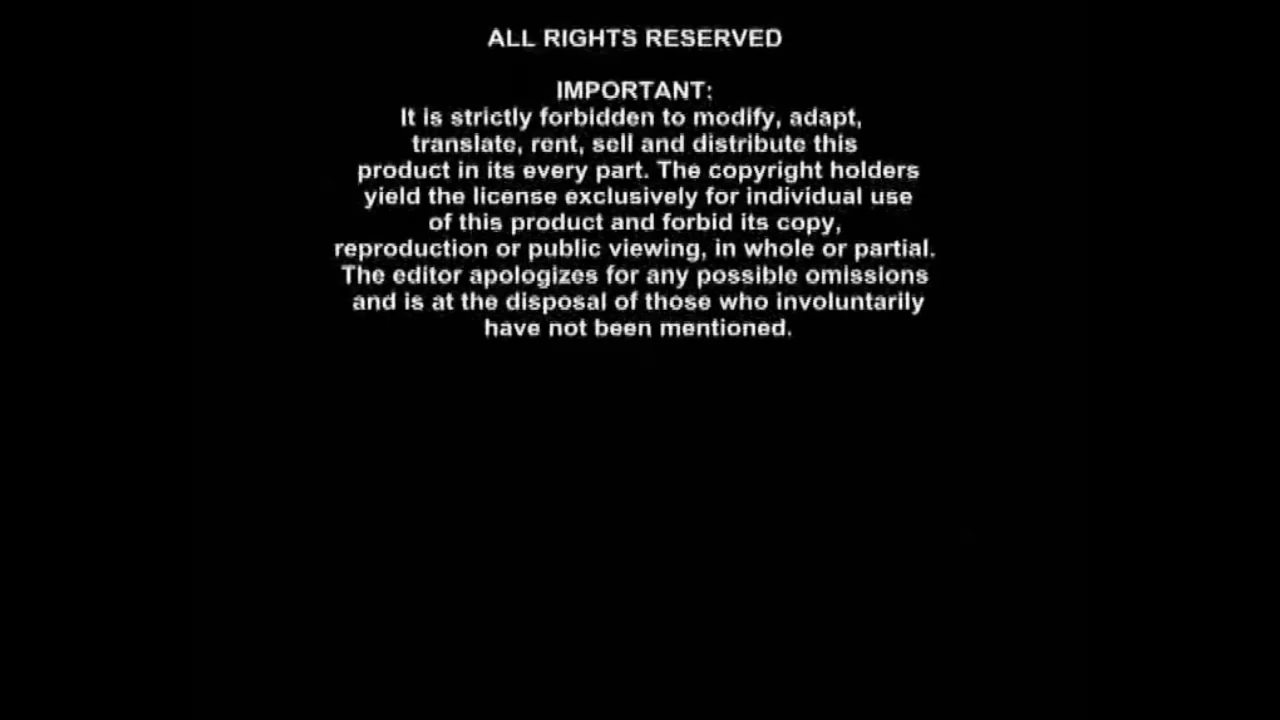 ALL RIGHTS RESERVED
IMPORTANT:
It is strictly forbidden to modify, adapt,
translate, rent, sell and distribute this
product in its every part. The copyright holders
yield the license exclusively for individual use
of this product and forbid its copy,
reproduction or public viewing, in whole or partial.
The editor apologizes for any possible omissions
and is at the disposal of those who involuntarily
have not been mentioned.